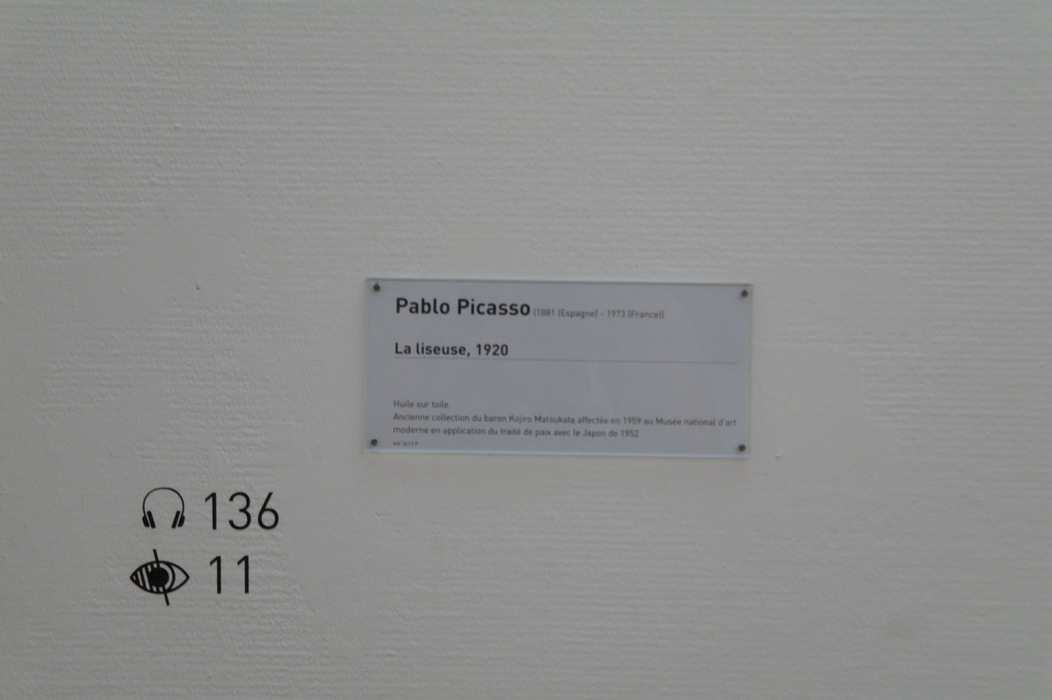 Pablo Picasso (1881 (Espagne) - 1973 (France))
La liseuse, 1920
Huile sur toile
Ancienne collection du baron Kojiro Matsukata affectée en 1959 au Musée national d'art
moderne en application du traité de paix avec le Japon de 1952
136
11